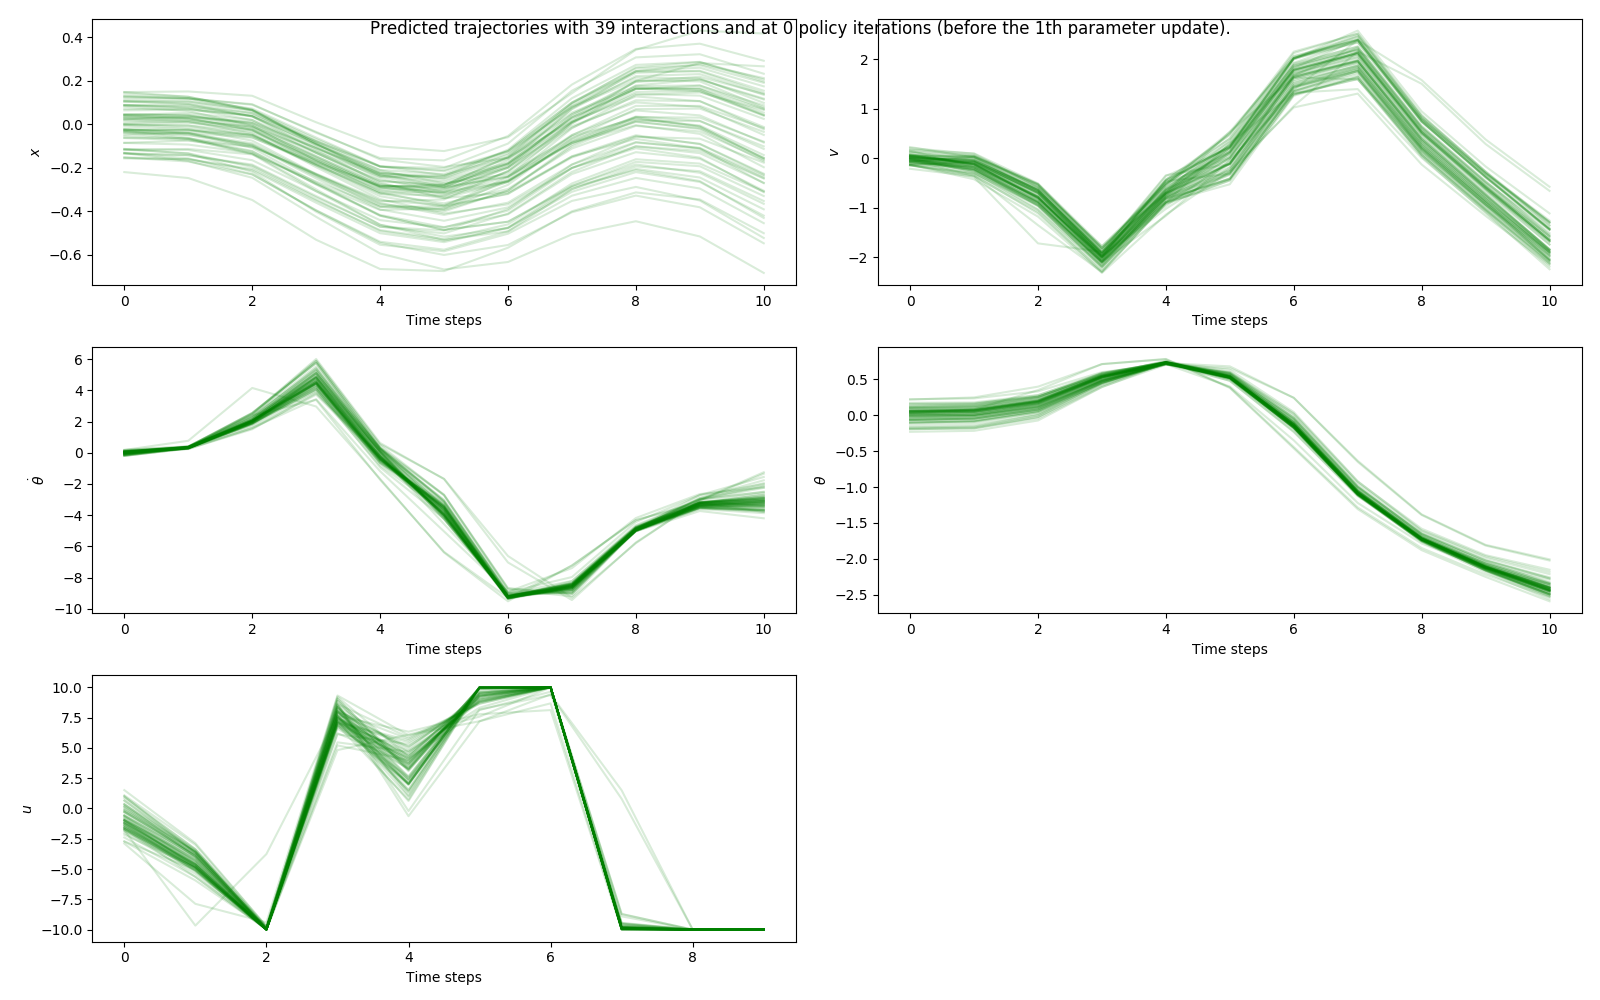 Predicted trajectories with 39 interactions and at 0 policy iterations (before the 1th parameter update).
0.4
0.2
0.0
−0.2
−0.4
−0.6
x
0 2 4 6 8 10
Time steps
2
1
0
−1
−2
v
0 2 4 6 8 10
Time steps
6
4
2
0
−2
−4
−6
−8
−10
θ̇
0 2 4 6 8 10
Time steps
0.5
0.0
−0.5
−1.0
−1.5
−2.0
−2.5
θ
0 2 4 6 8 10
Time steps
10.0
7.5
5.0
2.5
0.0
−2.5
−5.0
−7.5
−10.0
u
0 2 4 6 8
Time steps